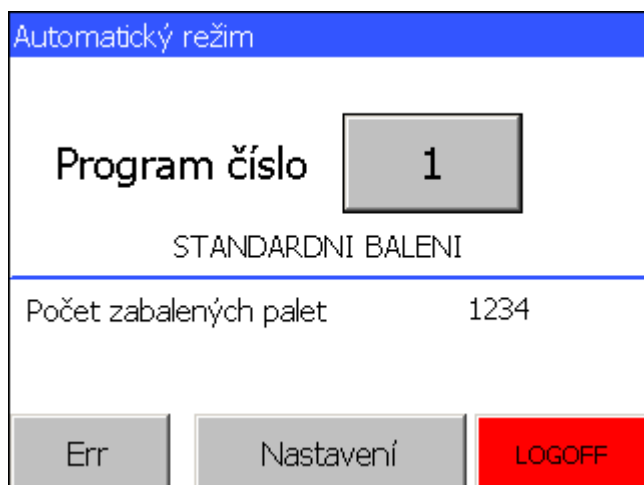 Automatický režim
Program číslo 1
STANDARDNI BALENI
Počet zabalených palet 1234
Err Nastavení LOGOFF